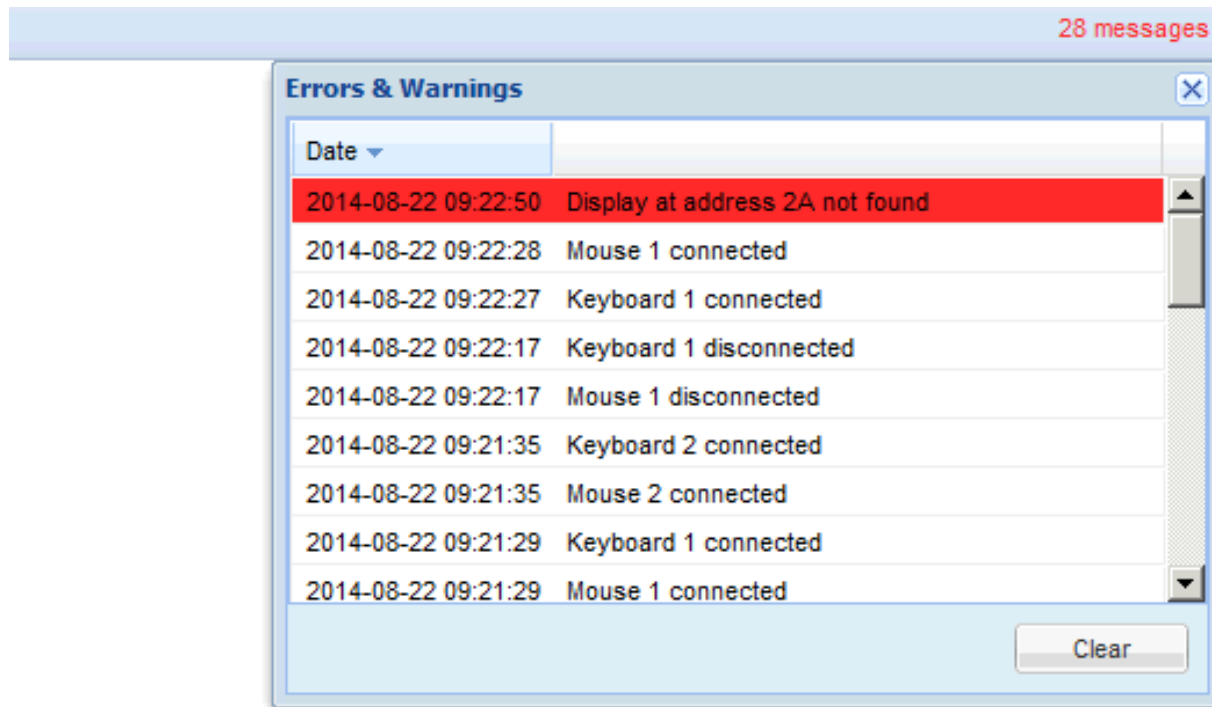 28 messages
Errors & Warnings
Date
2014-08-22 09:22:50 Display at address 2A not found
2014-08-22 09:22:28 Mouse 1 connected
2014-08-22 09:22:27 Keyboard 1 connected
2014-08-22 09:22:17 Keyboard 1 disconnected
2014-08-22 09:22:17 Mouse 1 disconnected
2014-08-22 09:21:35 Keyboard 2 connected
2014-08-22 09:21:35 Mouse 2 connected
2014-08-22 09:21:29 Keyboard 1 connected
2014-08-22 09:21:29 Mouse 1 connected
Clear